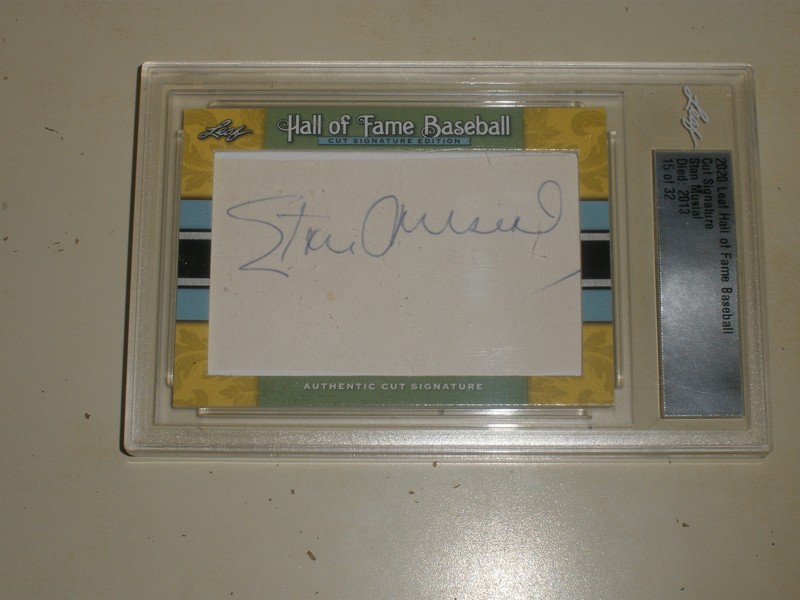 Leaf
Hall of Fame Baseball
CUT SIGNATURE EDITION
Stan Musial
AUTHENTIC CUT SIGNATURE
Leaf
2020 Leaf Hall of Fame Baseball
Cut Signature
Stan Musial
Died: 2013
15 of 32